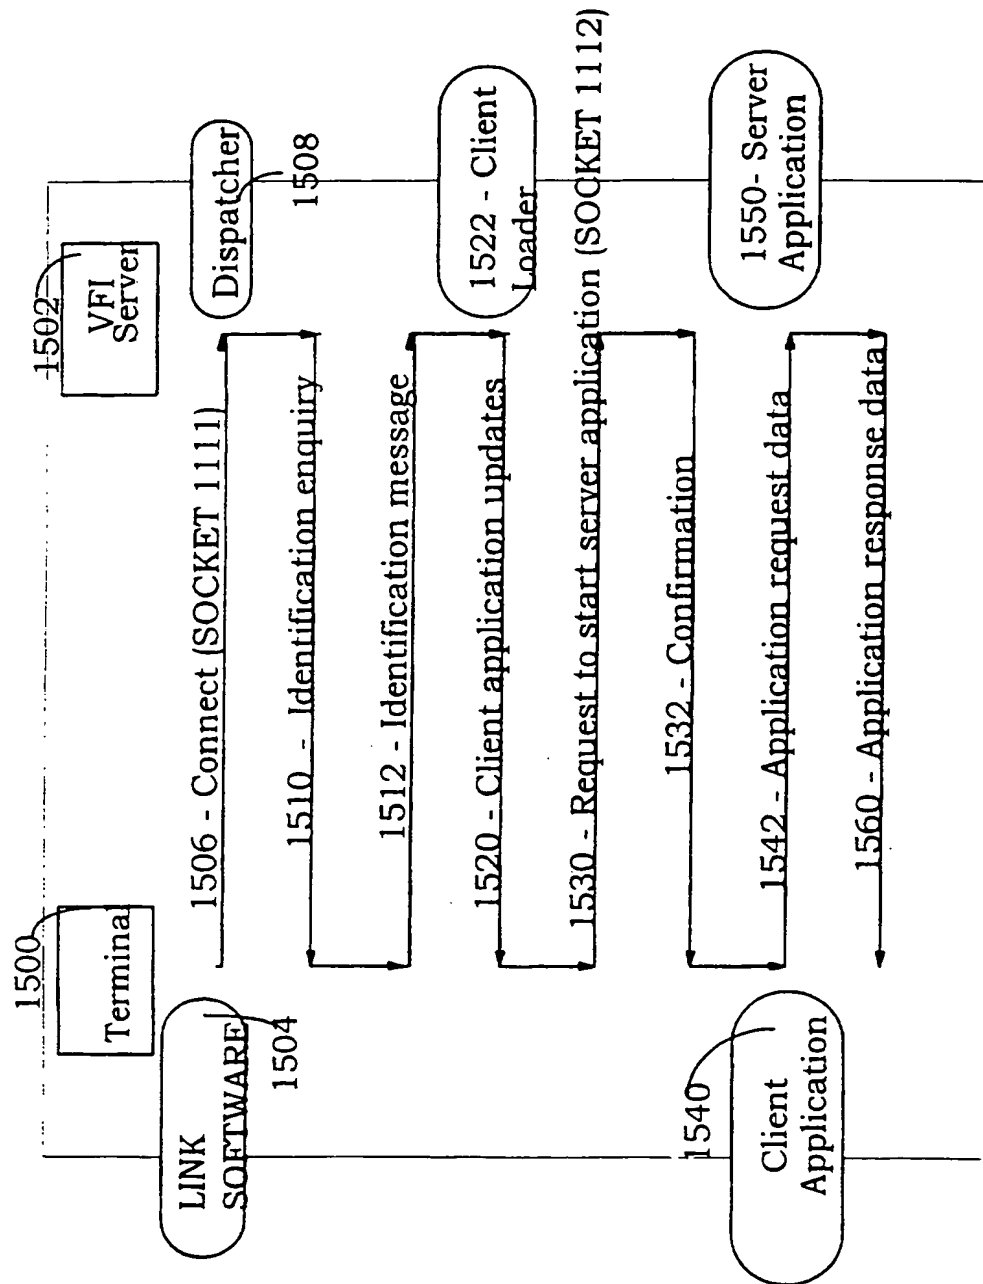 1500
Terminal
1502
VFI
Server
LINK
SOFTWARE
1504
Dispatcher
1508
1506 - Connect (SOCKET 1111)
1510 - Identification enquiry
1512 - Identification message
1520 - Client application updates
1522 - Client
Loader
1530 - Request to start server application (SOCKET 1112)
1532 - Confirmation
1540
Client
Application
1542 - Application request data
1550- Server
Application
1560 - Application response data